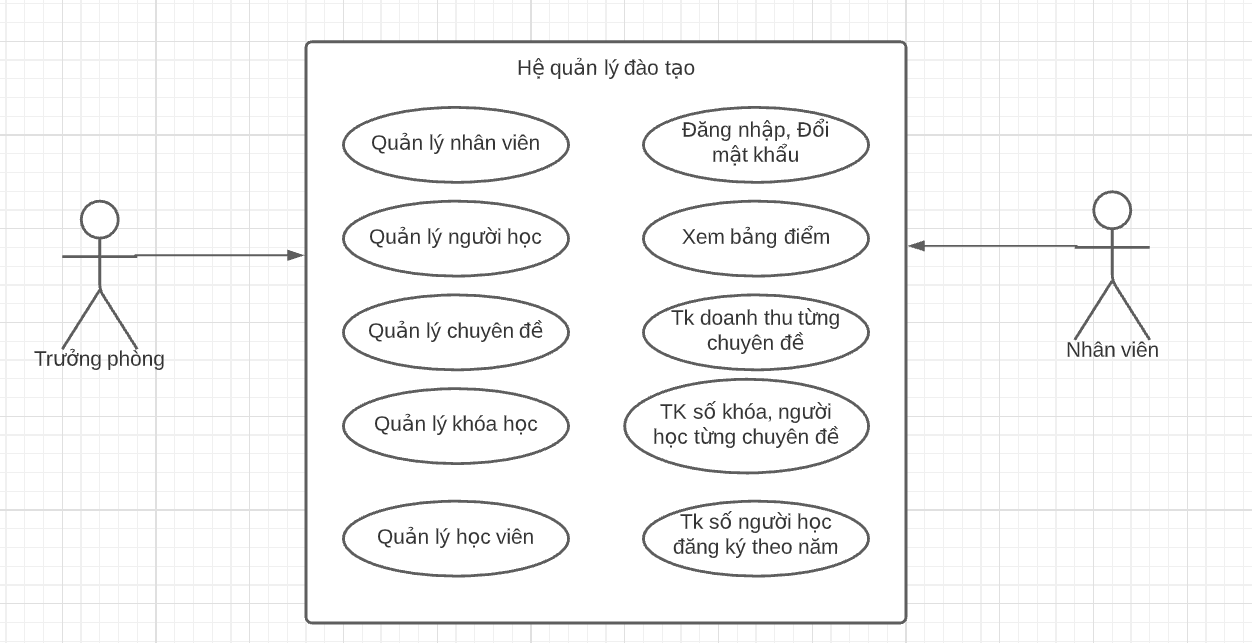 Hệ quản lý đào tạo
Quản lý nhân viên
Đăng nhập, Đổi
mật khẩu
Quản lý người học
Xem bảng điểm
Quản lý chuyên đề
Tk doanh thu từng
chuyên đề
Quản lý khóa học
TK số khóa, người
học từng chuyên đề
Quản lý học viên
Tk số người học
đăng ký theo năm
Trưởng phòng
Nhân viên